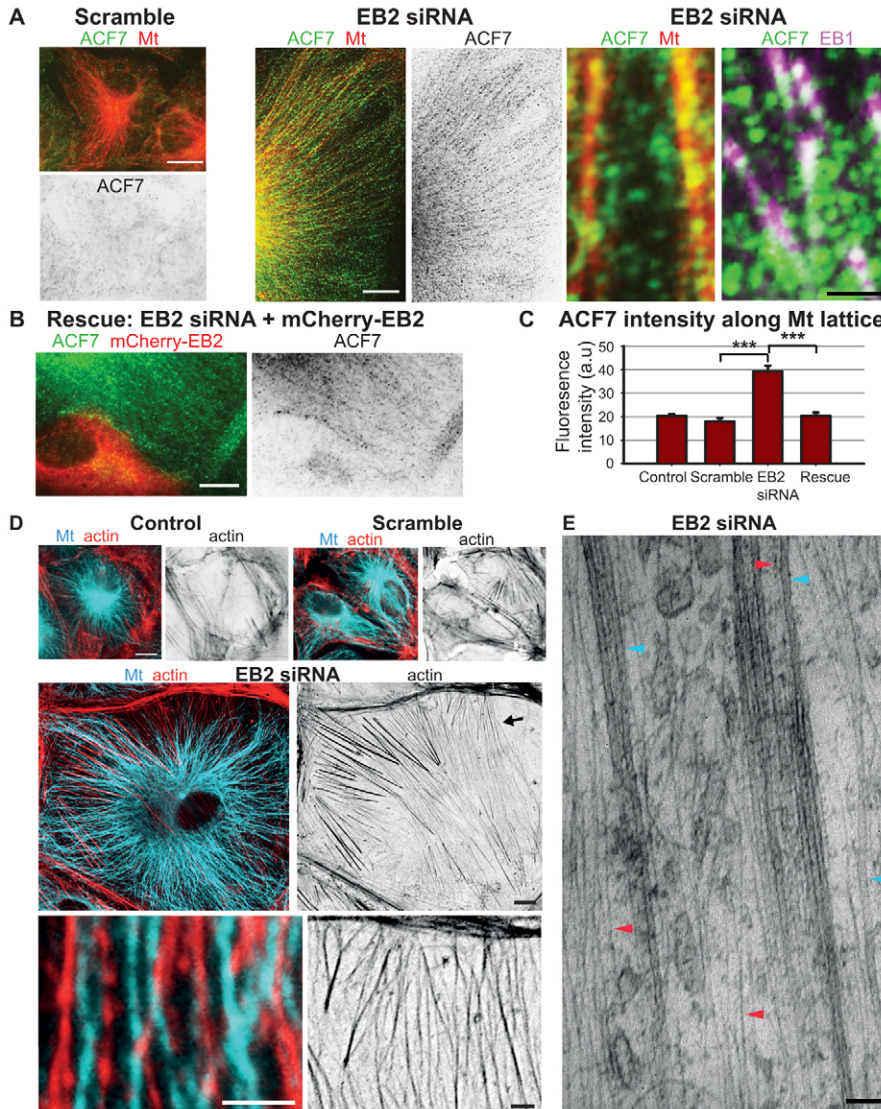 A
Scramble
ACF7 Mt
ACF7
EB2 siRNA
ACF7 Mt
ACF7
EB2 siRNA
ACF7 Mt
ACF7 EB1
B Rescue: EB2 siRNA + mCherry-EB2
ACF7 mCherry-EB2
ACF7
C ACF7 intensity along Mt lattice
Fluoresence
intensity (a.u)
50
40
30
20
10
0
***
***
Control
Scramble
EB2
siRNA
Rescue
D
Control
Mt actin
actin
Scramble
Mt actin
actin
EB2 siRNA
Mt actin
actin
E
EB2 siRNA